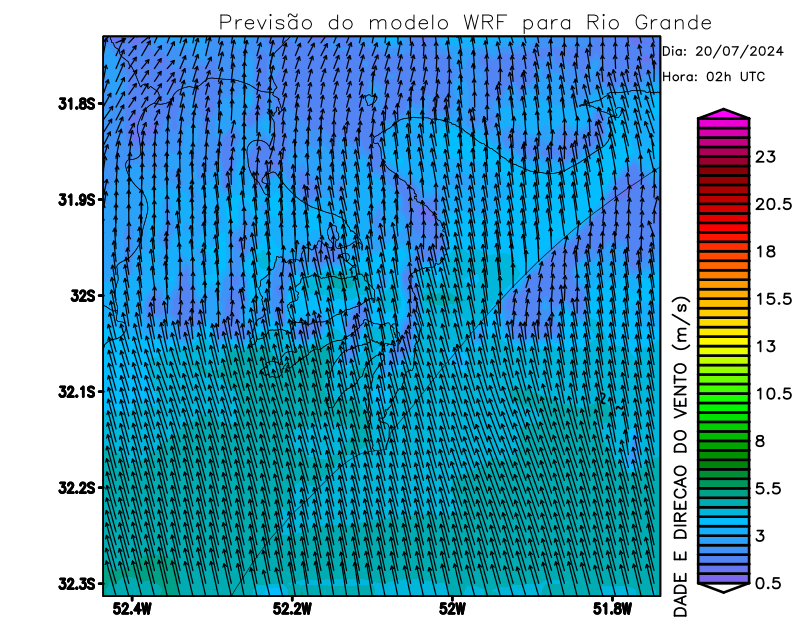 Previsão do modelo WRF para Rio Grande
Dia: 20/07/2024
Hora: 02h UTC
31.8S
31.9S
32S
32.1S
32.2S
32.3S
52.4W
52.2W
52W
51.8W
23
20.5
18
15.5
13
10.5
8
5.5
3
0.5
DADE E DIRECAO DO VENTO (m/s)